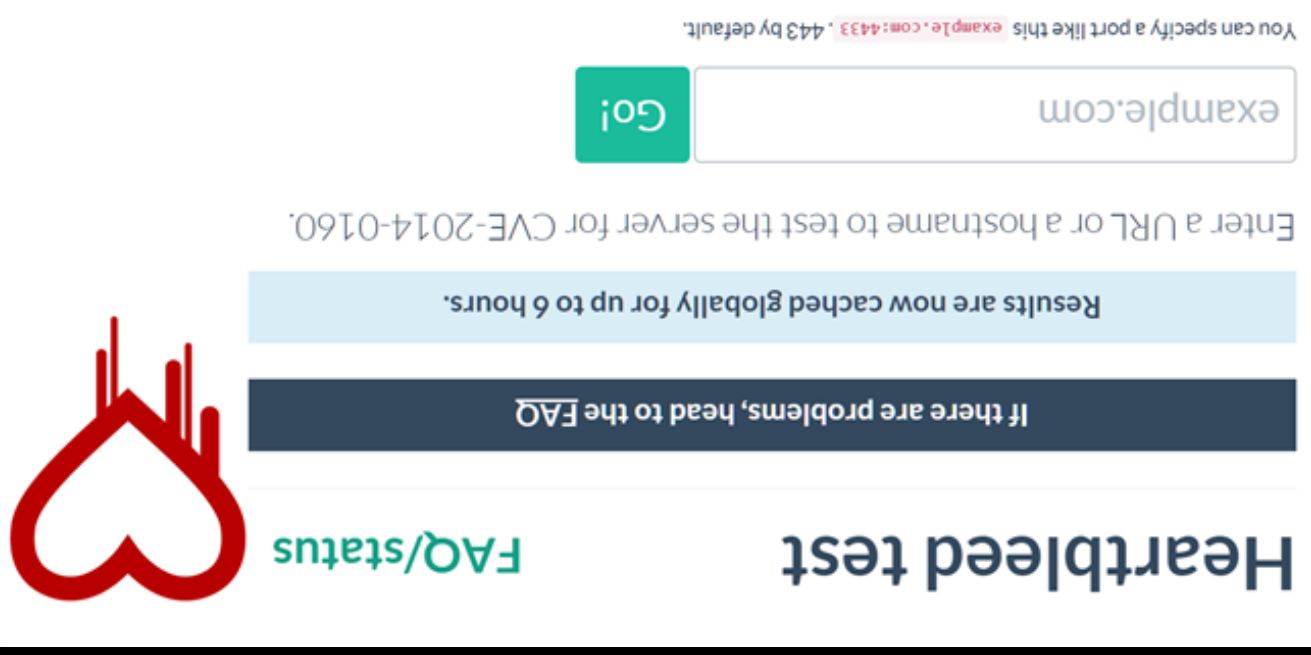 Heartbleed test
FAQ/status
If there are problems, head to the FAQ
Results are now cached globally for up to 6 hours.
Enter a URL or a hostname to test the server for CVE-2014-0160.
example.com
Go!
You can specify a port like this example.com:4433. 443 by default.